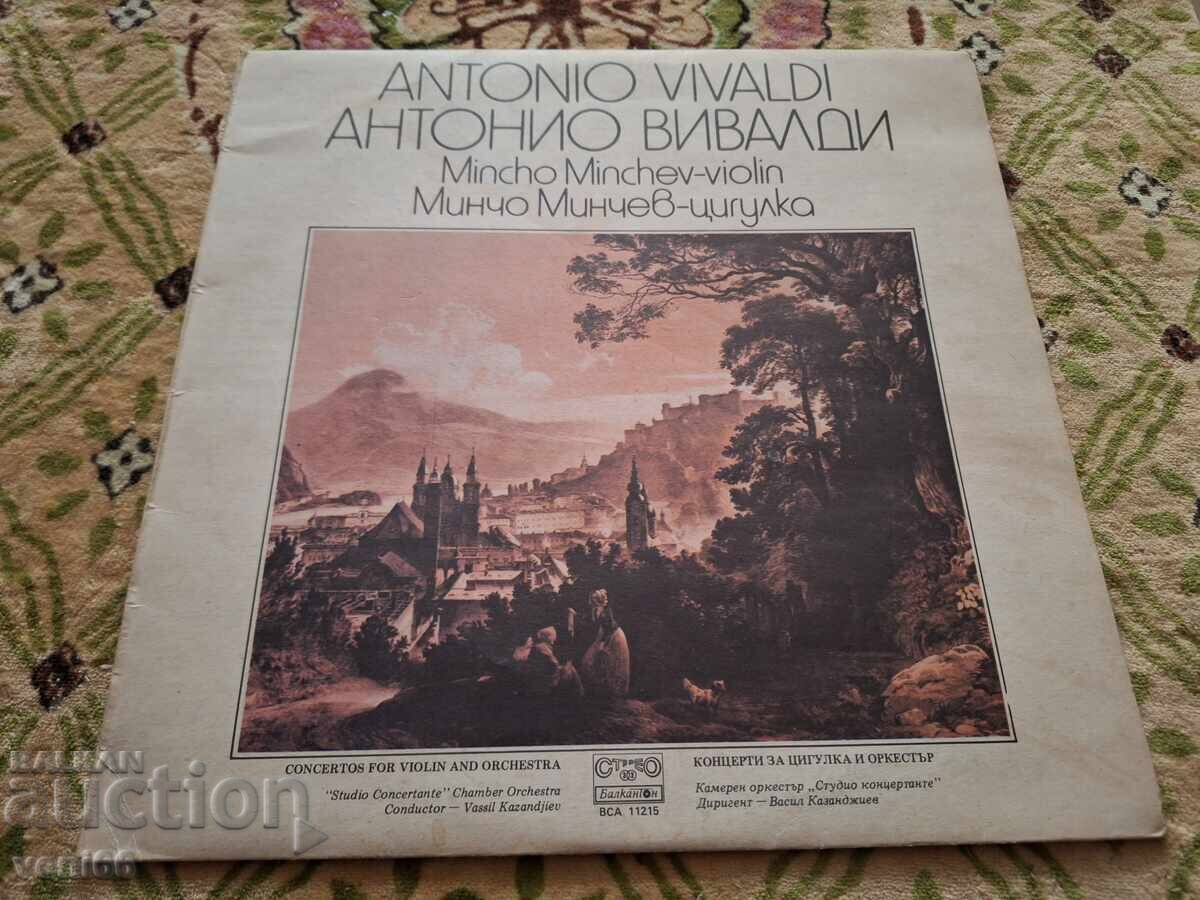 ANTONIO VIVALDI
АНТОНИО ВИВАЛДИ
Mincho Minchev-violin
Минчо Минчев-цигулка
CONCERTOS FOR VIOLIN AND ORCHESTRA
"Studio Concertante" Chamber Orchestra
Conductor — Vassil Kazandjiev
СТЕРЕО
33
Балкантон
ВСА 11215
КОНЦЕРТИ ЗА ЦИГУЛКА И ОРКЕСТЪР
Камерен оркестър „Студио концертанте"
Диригент — Васил Казанджиев
BALKAN
auction
veni66